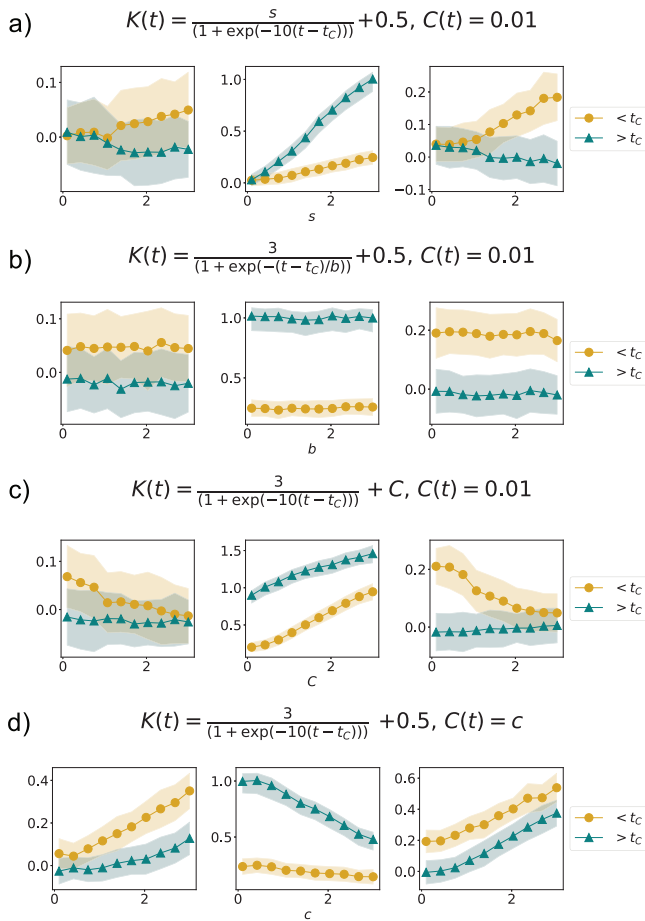 a)
K(t) = s/(1 + exp(−10(t − t_C))) +0.5, C(t) = 0.01
0.1
0.0
0 2
1.0
0.5
0.0
0 2
s
0.2
0.1
0.0
−0.1
0 2
< t_C
> t_C
b)
K(t) = 3/(1 + exp(−(t − t_C)/b)) +0.5, C(t) = 0.01
0.1
0.0
0 2
1.0
0.5
0 2
b
0.2
0.0
0 2
< t_C
> t_C
c)
K(t) = 3/(1 + exp(−10(t − t_C))) + C, C(t) = 0.01
0.1
0.0
0 2
1.5
1.0
0.5
0 2
C
0.2
0.0
0 2
< t_C
> t_C
d)
K(t) = 3/(1 + exp(−10(t − t_C))) +0.5, C(t) = c
0.4
0.2
0.0
0 2
1.0
0.5
0 2
c
0.6
0.4
0.2
0.0
0 2
< t_C
> t_C